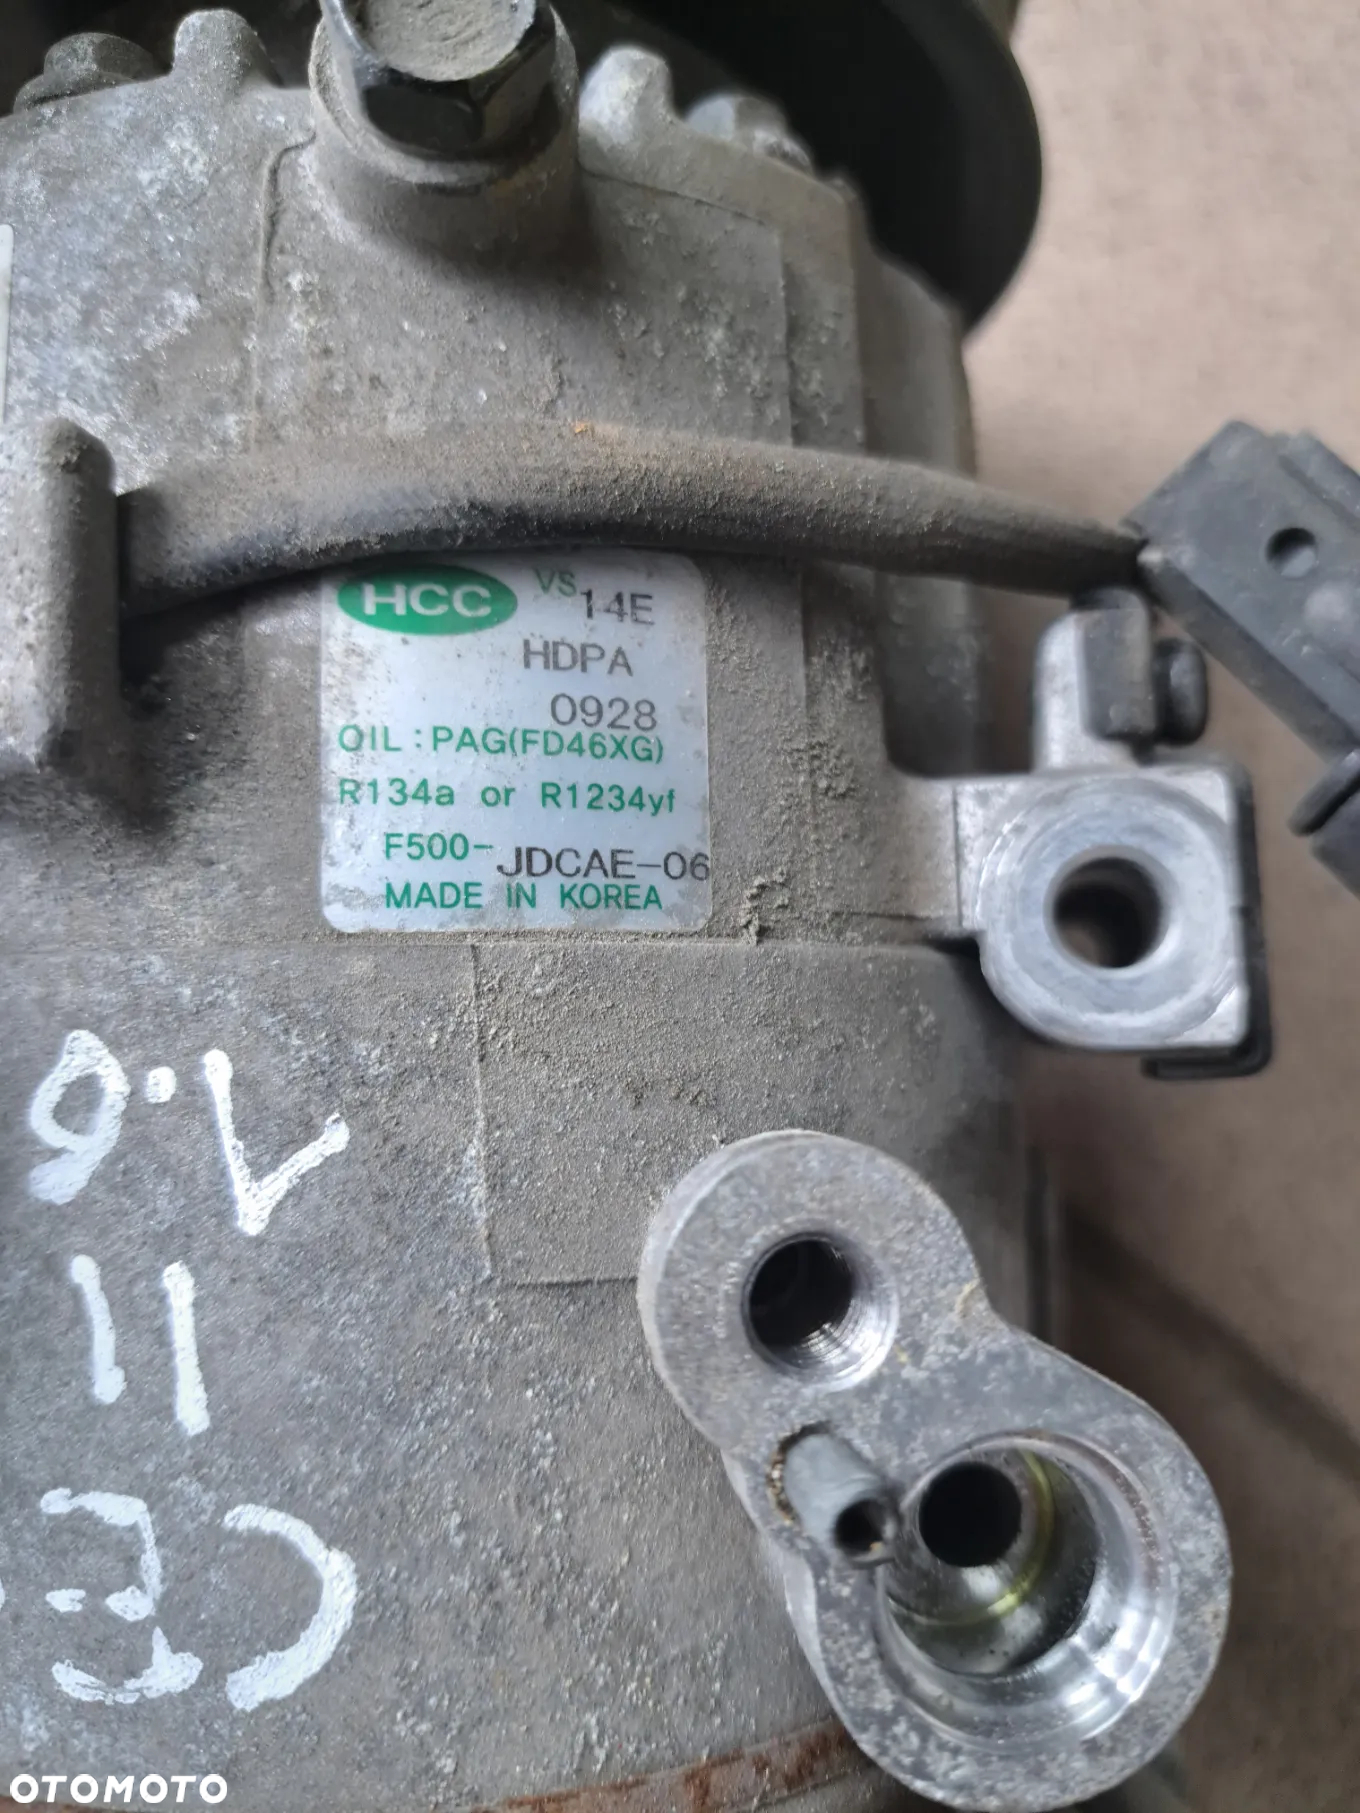 HCC VS 14E
HDPA
0928
OIL : PAG(FD46XG)
R134a or R1234yf
F500-JDCAE-06
MADE IN KOREA
1.6
OTOMOTO